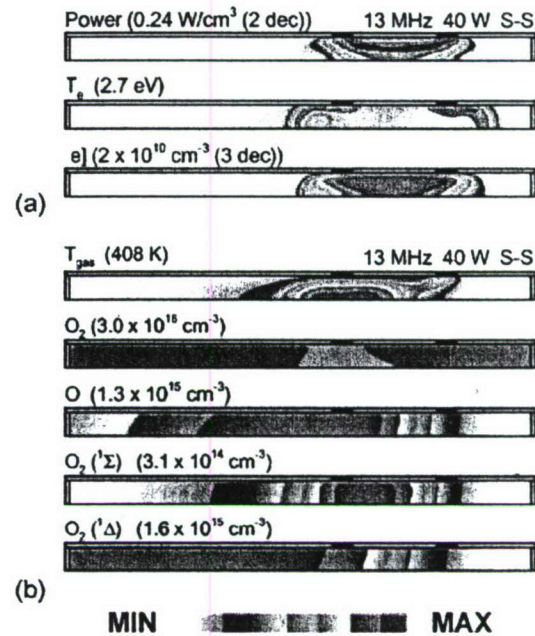 Power (0.24 W/cm³ (2 dec)) 13 MHz 40 W S-S
Tₑ (2.7 eV)
e] (2 x 10¹⁰ cm⁻³ (3 dec))
(a)
T_gas (408 K) 13 MHz 40 W S-S
O₂ (3.0 x 10¹⁶ cm⁻³)
O (1.3 x 10¹⁵ cm⁻³)
O₂ (¹Σ) (3.1 x 10¹⁴ cm⁻³)
O₂ (¹Δ) (1.6 x 10¹⁵ cm⁻³)
(b)
MIN MAX